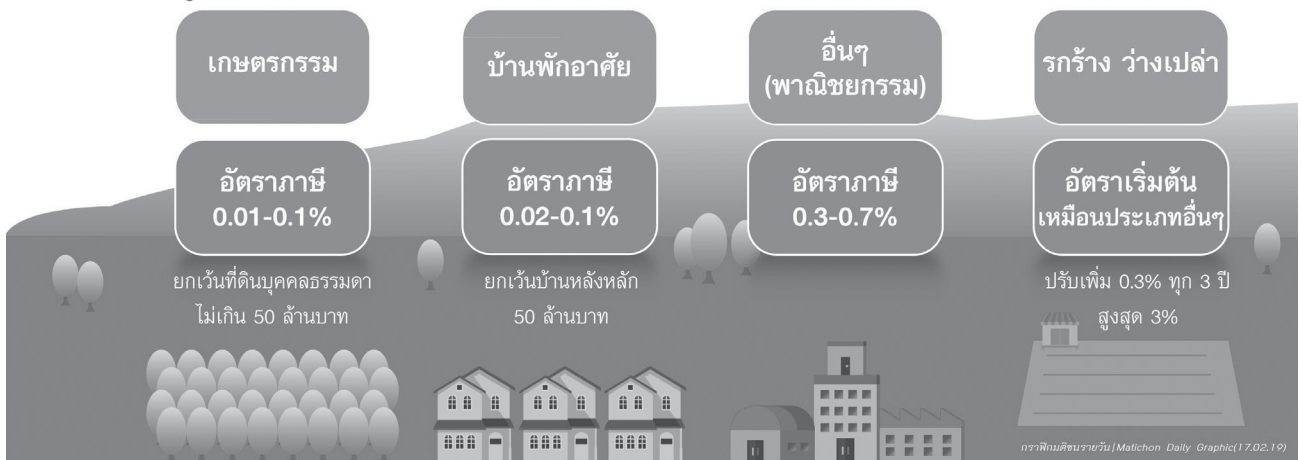 เกษตรกรรม
อัตราภาษี
0.01-0.1%
ยกเว้นที่ดินบุคคลธรรมดา
ไม่เกิน 50 ล้านบาท
บ้านพักอาศัย
อัตราภาษี
0.02-0.1%
ยกเว้นบ้านหลังหลัก
50 ล้านบาท
อื่นๆ
(พาณิชยกรรม)
อัตราภาษี
0.3-0.7%
รกร้าง ว่างเปล่า
อัตราเริ่มต้น
เหมือนประเภทอื่นๆ
ปรับเพิ่ม 0.3% ทุก 3 ปี
สูงสุด 3%
กราฟิกมติชนรายวัน|Matichon Daily Graphic(17.02.19)